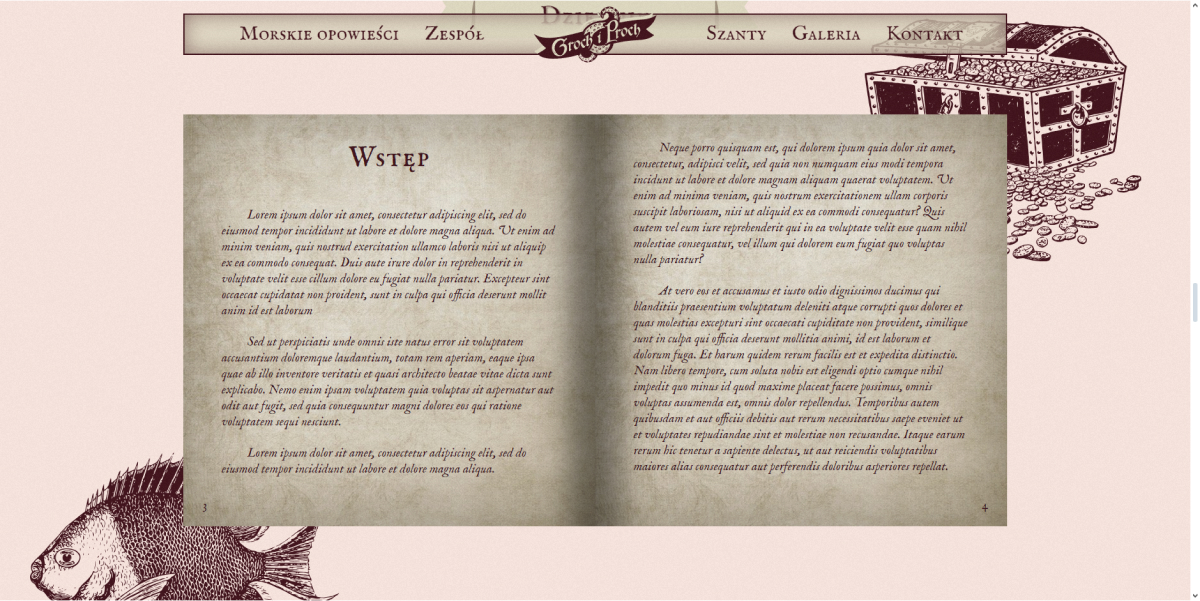 Morskie opowieści
Zespół
Groch i Proch
Szanty
Galeria
Kontakt
Wstęp
Lorem ipsum dolor sit amet, consectetur adipiscing elit, sed do
eiusmod tempor incididunt ut labore et dolore magna aliqua. Ut enim ad
minim veniam, quis nostrud exercitation ullamco laboris nisi ut aliquip
ex ea commodo consequat. Duis aute irure dolor in reprehenderit in
voluptate velit esse cillum dolore eu fugiat nulla pariatur. Excepteur sint
occaecat cupidatat non proident, sunt in culpa qui officia deserunt mollit
anim id est laborum
Sed ut perspiciatis unde omnis iste natus error sit voluptatem
accusantium doloremque laudantium, totam rem aperiam, eaque ipsa
quae ab illo inventore veritatis et quasi architecto beatae vitae dicta sunt
explicabo. Nemo enim ipsam voluptatem quia voluptas sit aspernatur aut
odit aut fugit, sed quia consequuntur magni dolores eos qui ratione
voluptatem sequi nesciunt.
Lorem ipsum dolor sit amet, consectetur adipiscing elit, sed do
eiusmod tempor incididunt ut labore et dolore magna aliqua.
3
Neque porro quisquam est, qui dolorem ipsum quia dolor sit amet,
consectetur, adipisci velit, sed quia non numquam eius modi tempora
incidunt ut labore et dolore magnam aliquam quaerat voluptatem. Ut
enim ad minima veniam, quis nostrum exercitationem ullam corporis
suscipit laboriosam, nisi ut aliquid ex ea commodi consequatur? Quis
autem vel eum iure reprehenderit qui in ea voluptate velit esse quam nihil
molestiae consequatur, vel illum qui dolorem eum fugiat quo voluptas
nulla pariatur?
At vero eos et accusamus et iusto odio dignissimos ducimus qui
blanditiis praesentium voluptatum deleniti atque corrupti quos dolores et
quas molestias excepturi sint occaecati cupiditate non provident, similique
sunt in culpa qui officia deserunt mollitia animi, id est laborum et
dolorum fuga. Et harum quidem rerum facilis est et expedita distinctio.
Nam libero tempore, cum soluta nobis est eligendi optio cumque nihil
impedit quo minus id quod maxime placeat facere possimus, omnis
voluptas assumenda est, omnis dolor repellendus. Temporibus autem
quibusdam et aut officiis debitis aut rerum necessitatibus saepe eveniet ut
et voluptates repudiandae sint et molestiae non recusandae. Itaque earum
rerum hic tenetur a sapiente delectus, ut aut reiciendis voluptatibus
maiores alias consequatur aut perferendis doloribus asperiores repellat.
4